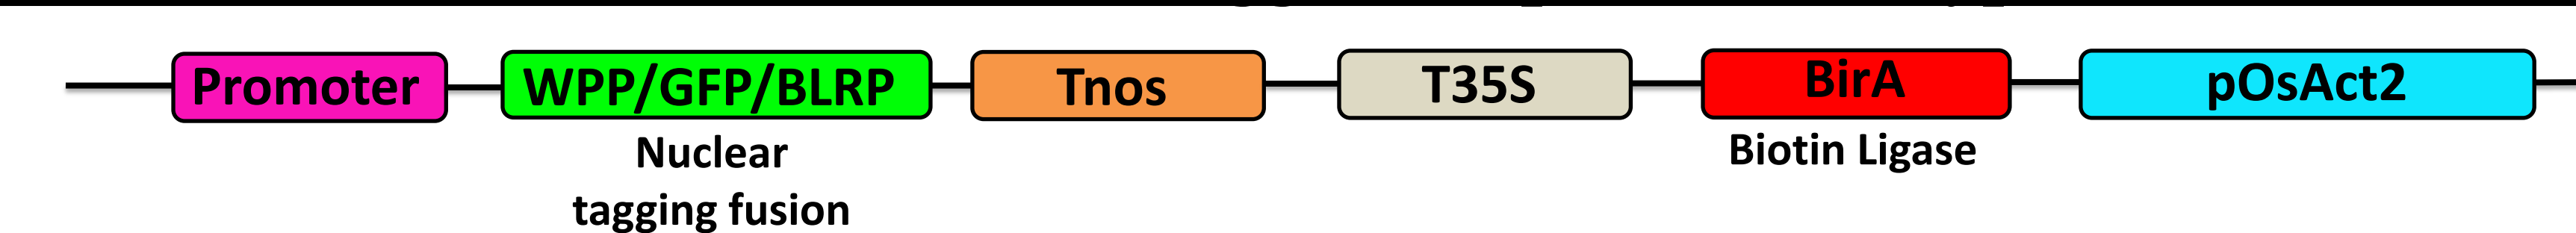 Promoter WPP/GFP/BLRP Tnos T35S BirA pOsAct2
Nuclear Biotin Ligase
tagging fusion